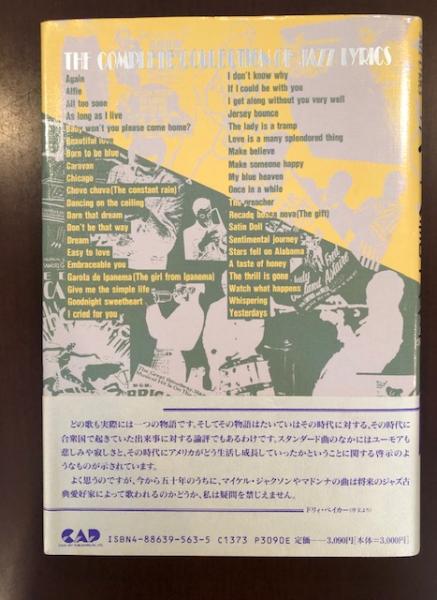 THE COMPLETE COLLECTION OF JAZZ LYRICS
Again
Alfie
All too soon
As long as I live
Baby won't you please come home?
Beautiful love
Born to be blue
Caravan
Chicago
Chove chuva(The constant rain)
Dancing on the ceiling
Darn that dream
Don't be that way
Dream
Easy to love
Embraceable you
Garota de Ipanema(The girl from Ipanema)
Give me the simple life
Goodnight sweetheart
I cried for you
I don't know why
If I could be with you
I get along without you very well
Jersey bounce
The lady is a tramp
Love is a many splendored thing
Make believe
Make someone happy
My blue heaven
Once in a while
The preacher
Recado bossa nova(The gift)
Satin Doll
Sentimental journey
Stars fell on Alabama
A taste of honey
The thrill is gone
Watch what happens
Whispering
Yesterdays
どの歌も実際には一つの物語です。そしてその物語はたいていはその時代に対する、その時代に
合衆国で起きていた出来事に対する論評でもあるわけです。スタンダード曲のなかにはユーモアも
悲しみや寂しさと、その時代にアメリカがどう生活し成長していったかということに関する啓示のよ
うなものが示されています。
よく思うのですが、今から五十年のうちに、マイケル・ジャクソンやマドンナの曲は将来のジャズ古
典愛好家によって歌われるのかどうか、私は疑問を禁じえません。
ドリィ・ベイカー(序文より)
CAD
ISBN4-88639-563-5 C1373 P3090E 定価──3,090円[本体=3,000円]